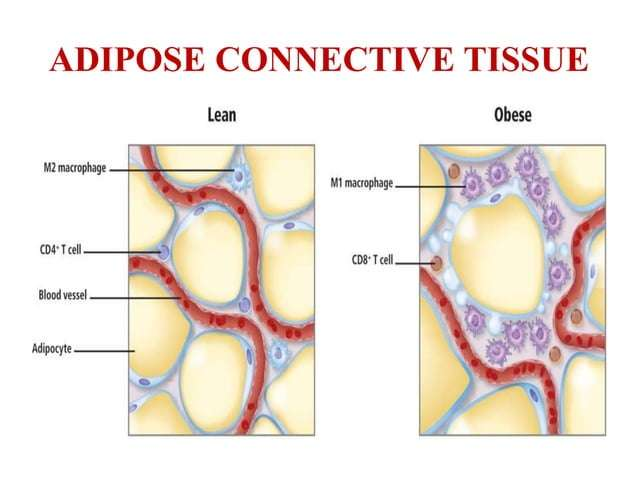 ADIPOSE CONNECTIVE TISSUE
Lean
Obese
M2 macrophage
CD4⁺ T cell
Blood vessel
Adipocyte
M1 macrophage
CD8⁺ T cell